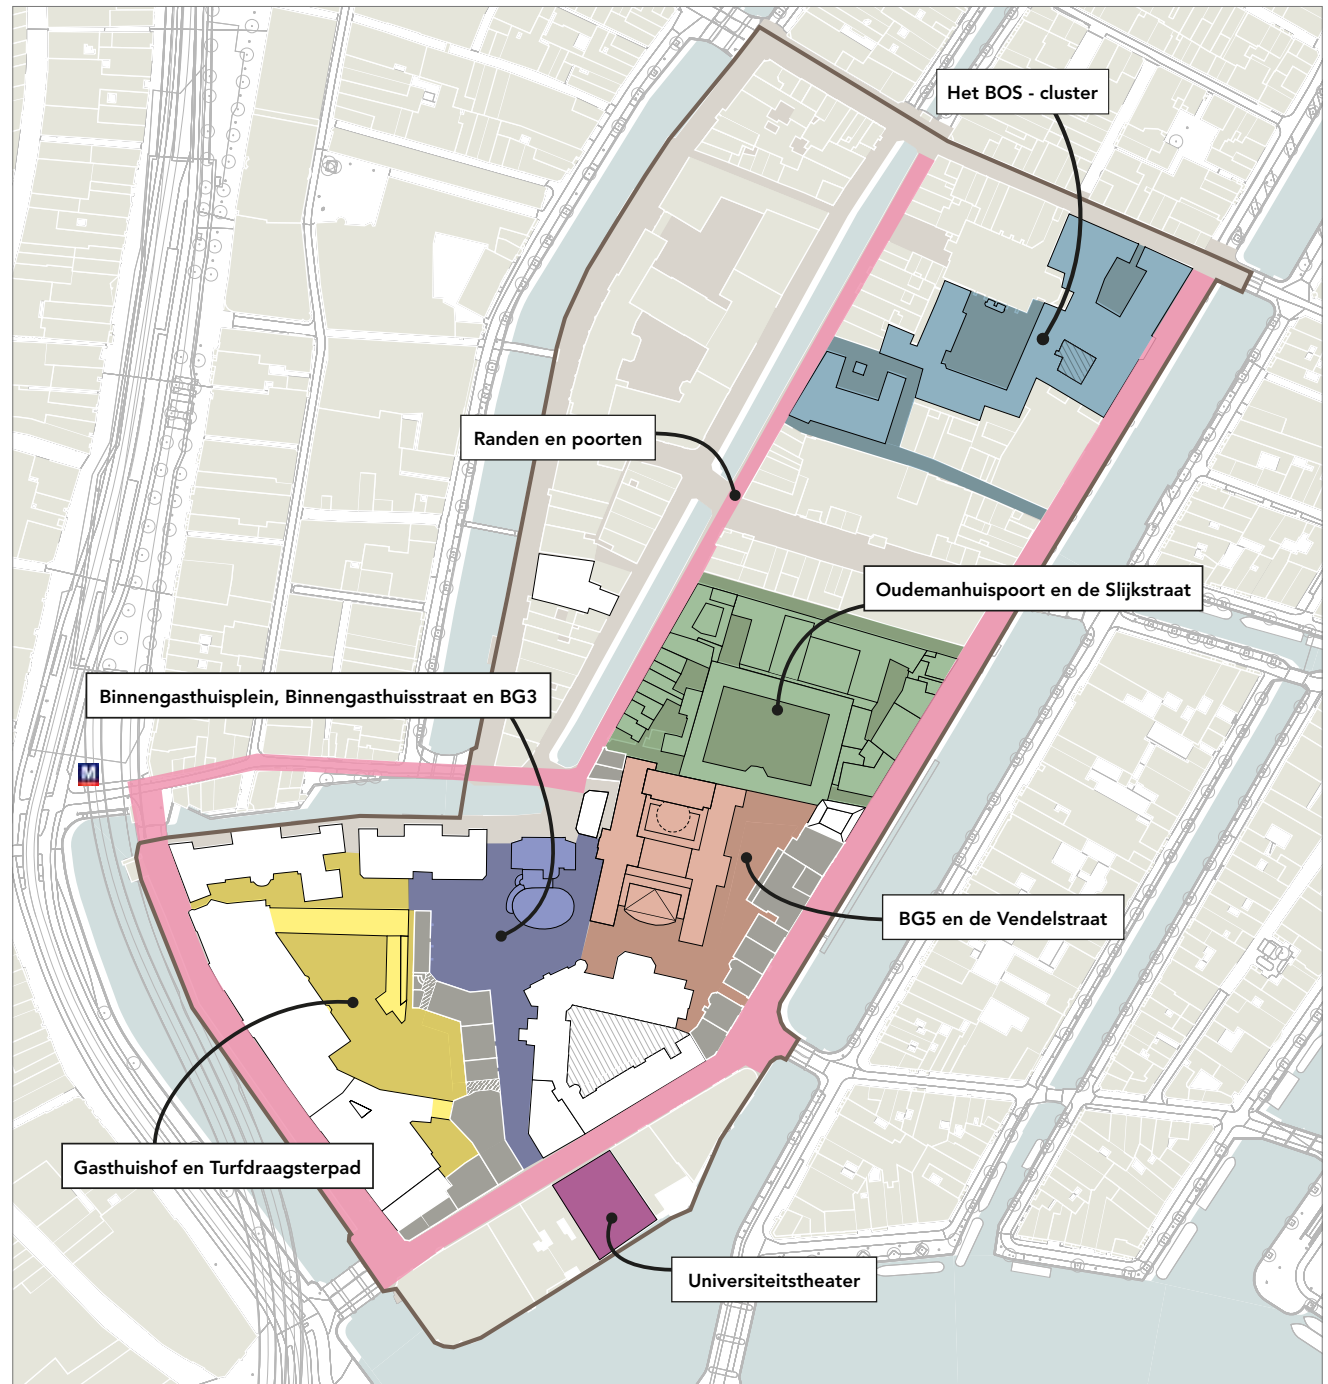 Het BOS - cluster
Randen en poorten
Oudemanhuispoort en de Slijkstraat
Binnengasthuisplein, Binnengasthuisstraat en BG3
M
BG5 en de Vendelstraat
Gasthuishof en Turfdraagsterpad
Universiteitstheater